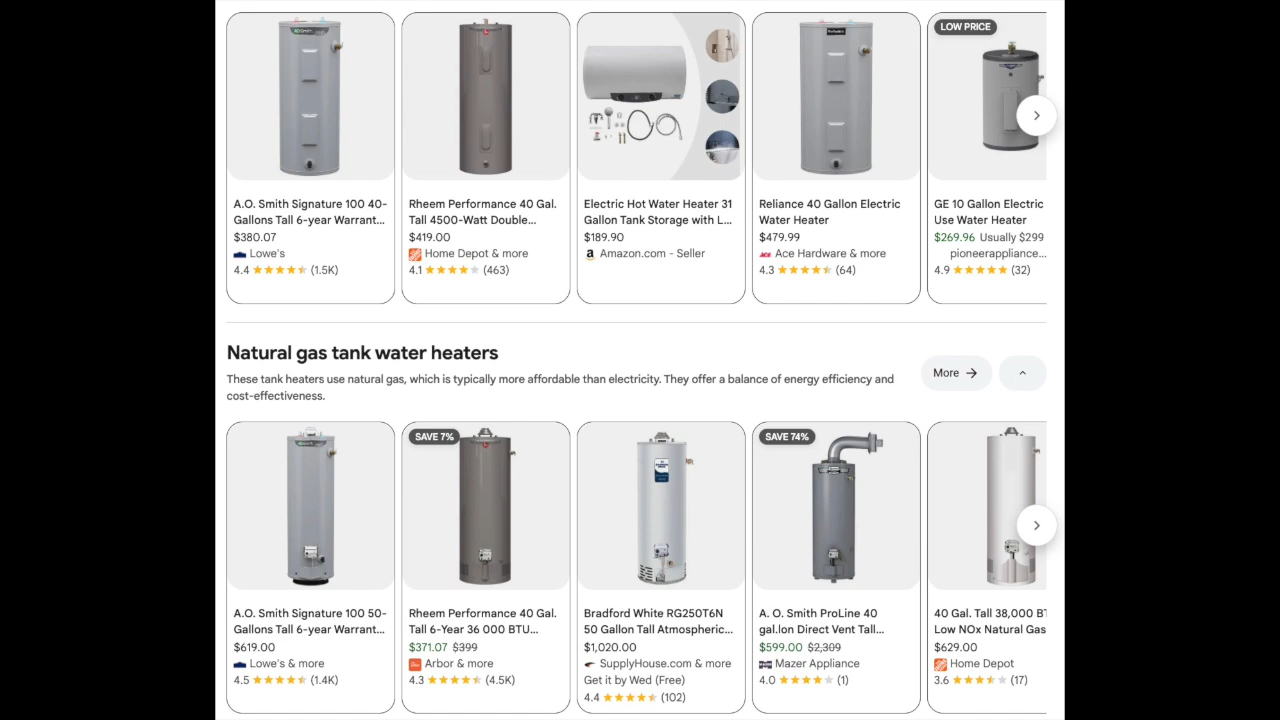 LOW PRICE
A.O. Smith Signature 100 40-
Gallons Tall 6-year Warrant...
$380.07
Lowe's
4.4 (1.5K)
Rheem Performance 40 Gal.
Tall 4500-Watt Double...
$419.00
Home Depot & more
4.1 (463)
Electric Hot Water Heater 31
Gallon Tank Storage with L...
$189.90
Amazon.com - Seller
Reliance 40 Gallon Electric
Water Heater
$479.99
Ace Hardware & more
4.3 (64)
GE 10 Gallon Electric
Use Water Heater
$269.96 Usually $299
pioneerappliance...
4.9 (32)
Natural gas tank water heaters
These tank heaters use natural gas, which is typically more affordable than electricity. They offer a balance of energy efficiency and
cost-effectiveness.
More
A.O. Smith Signature 100 50-
Gallons Tall 6-year Warrant...
$619.00
Lowe's & more
4.5 (1.4K)
SAVE 7%
Rheem Performance 40 Gal.
Tall 6-Year 36 000 BTU...
$371.07 $399
Arbor & more
4.3 (4.5K)
Bradford White RG250T6N
50 Gallon Tall Atmospheric...
$1,020.00
SupplyHouse.com & more
Get it by Wed (Free)
4.4 (102)
SAVE 74%
A. O. Smith ProLine 40
gal.lon Direct Vent Tall...
$599.00 $2,309
Mazer Appliance
4.0 (1)
40 Gal. Tall 38,000 BT
Low NOx Natural Gas
$629.00
Home Depot
3.6 (17)